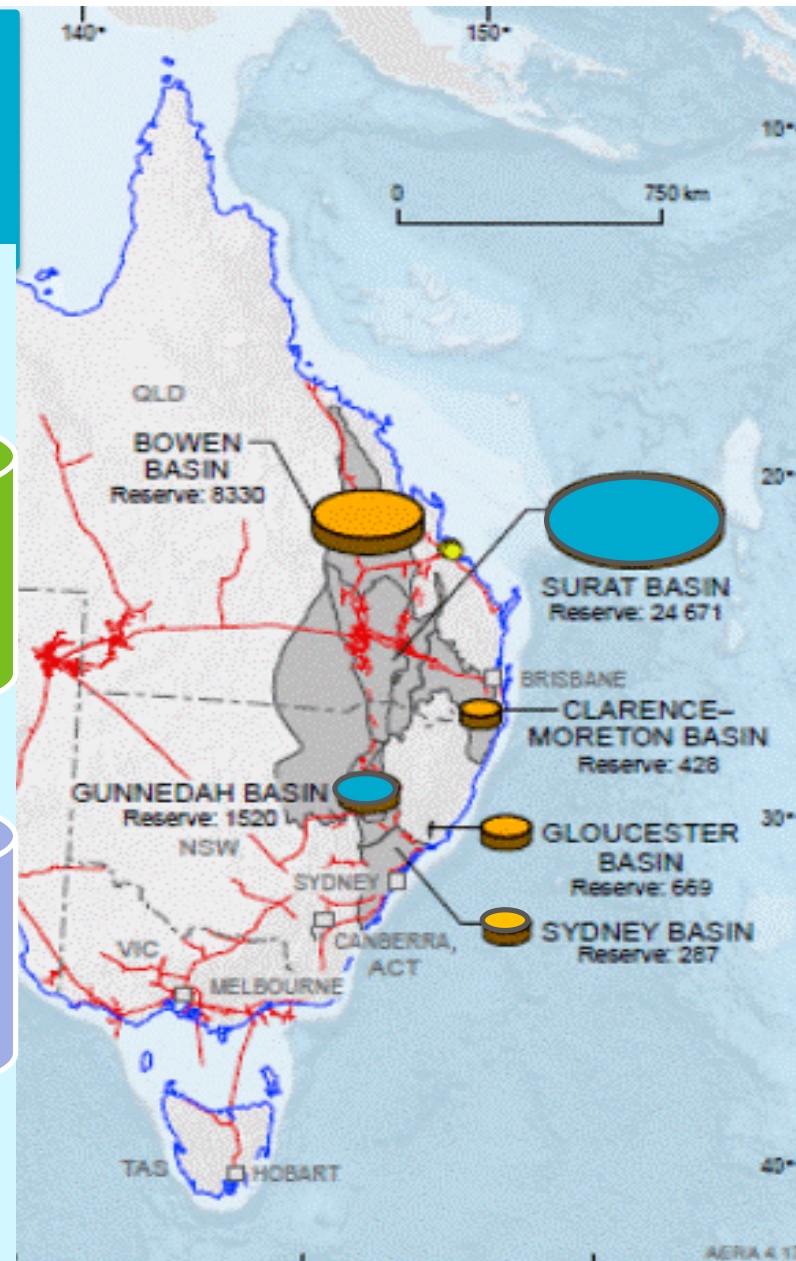 140°
150°
10°
0
750 km
QLD
BOWEN
BASIN
Reserve: 8330
20°
SURAT BASIN
Reserve: 24 671
BRISBANE
CLARENCE–
MORETON BASIN
Reserve: 428
GUNNEDAH BASIN
Reserve: 1520
NSW
30°
GLOUCESTER
BASIN
Reserve: 669
SYDNEY
SYDNEY BASIN
Reserve: 287
CANBERRA,
ACT
VIC
MELBOURNE
TAS
HOBART
40°
AERA 4.17